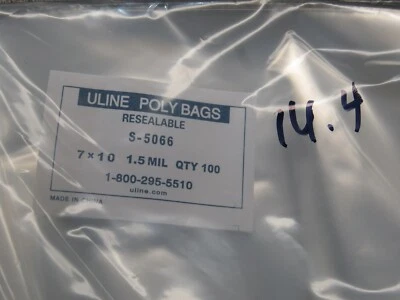 ULINE POLY BAGS
RESEALABLE
S-5066
7 × 10 1.5 MIL QTY 100
1-800-295-5510
uline.com
MADE IN CHINA
14.4